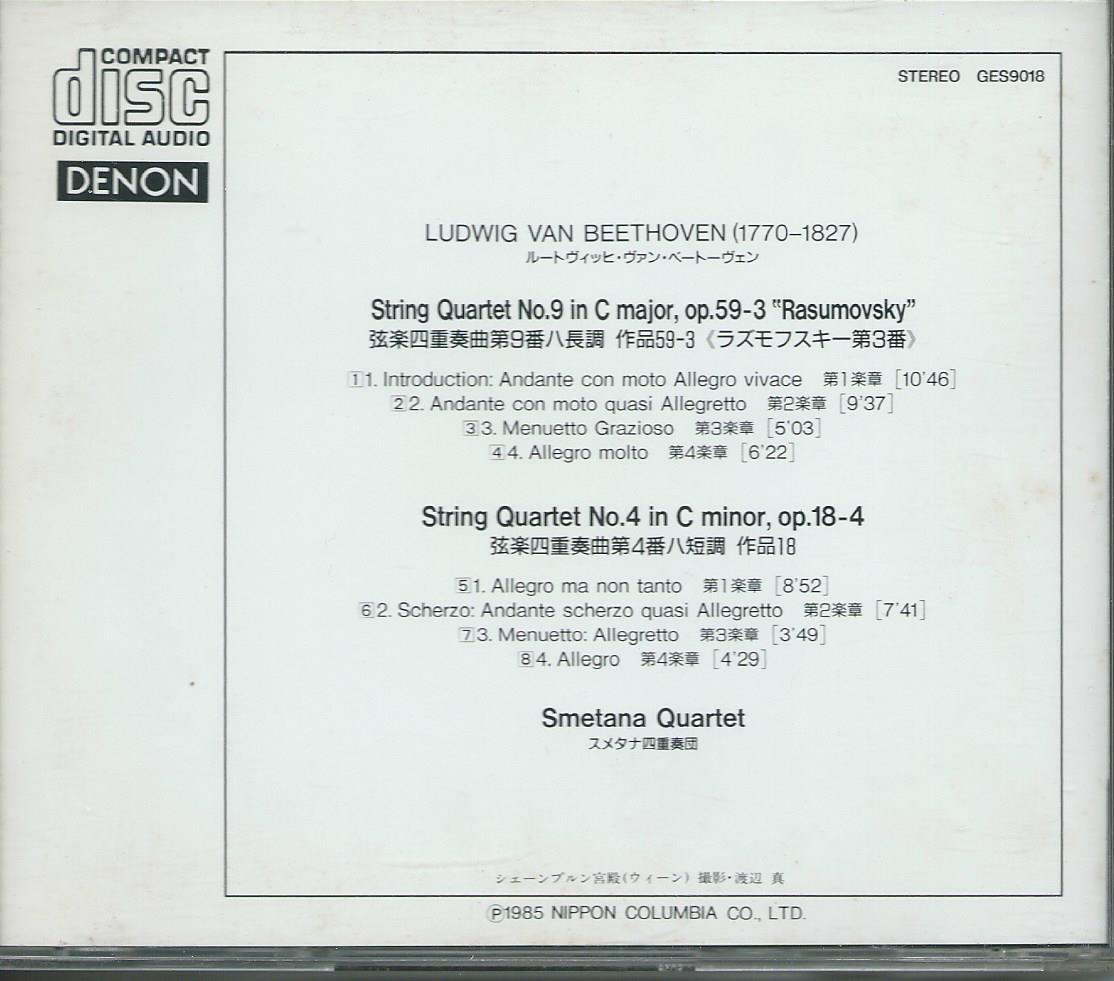 COMPACT
disc
DIGITAL AUDIO
DENON
STEREO GES9018
LUDWIG VAN BEETHOVEN (1770–1827)
ルートヴィッヒ・ヴァン・ベートーヴェン
String Quartet No.9 in C major, op.59-3 "Rasumovsky"
弦楽四重奏曲第9番ハ長調 作品59-3《ラズモフスキー第3番》
1 1. Introduction: Andante con moto Allegro vivace 第1楽章 [10'46]
2 2. Andante con moto quasi Allegretto 第2楽章 [9'37]
3 3. Menuetto Grazioso 第3楽章 [5'03]
4 4. Allegro molto 第4楽章 [6'22]
String Quartet No.4 in C minor, op.18-4
弦楽四重奏曲第4番ハ短調 作品18
5 1. Allegro ma non tanto 第1楽章 [8'52]
6 2. Scherzo: Andante scherzo quasi Allegretto 第2楽章 [7'41]
7 3. Menuetto: Allegretto 第3楽章 [3'49]
8 4. Allegro 第4楽章 [4'29]
Smetana Quartet
スメタナ四重奏団
シェーンブルン宮殿(ウィーン) 撮影・渡辺 真
Ⓟ1985 NIPPON COLUMBIA CO., LTD.